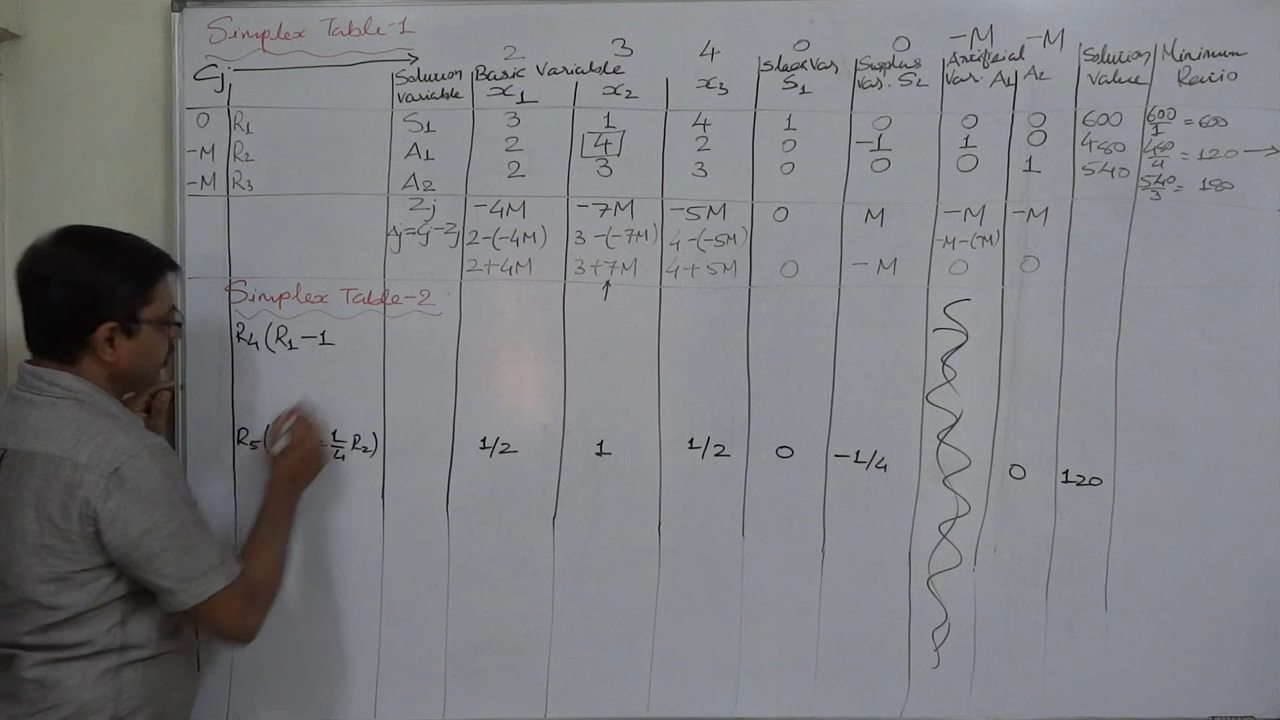 Simplex Table-1
2 3 4 0 0 -M -M
Cj Solution Variable Basic Variable Slack Var Surplus Var. S2 Artificial Var. A1 A2 Solution Value Minimum Ratio
x1 x2 x3 S1
0 R1 S1 3 1 4 1 0 0 0 600 600/1 = 600
-M R2 A1 2 4 2 0 -1 1 0 480 480/4 = 120 →
-M R3 A2 2 3 3 0 0 0 1 540 540/3 = 180
Zj -4M -7M -5M 0 M -M -M
Δj=Cj-Zj 2-(-4M) 3-(-7M) 4-(-5M) -M-(-M)
2+4M 3+7M 4+5M 0 -M 0 0
Simplex Table-2 ↑
R4(R1-1
R5( =1/4 R2) 1/2 1 1/2 0 -1/4 0 120